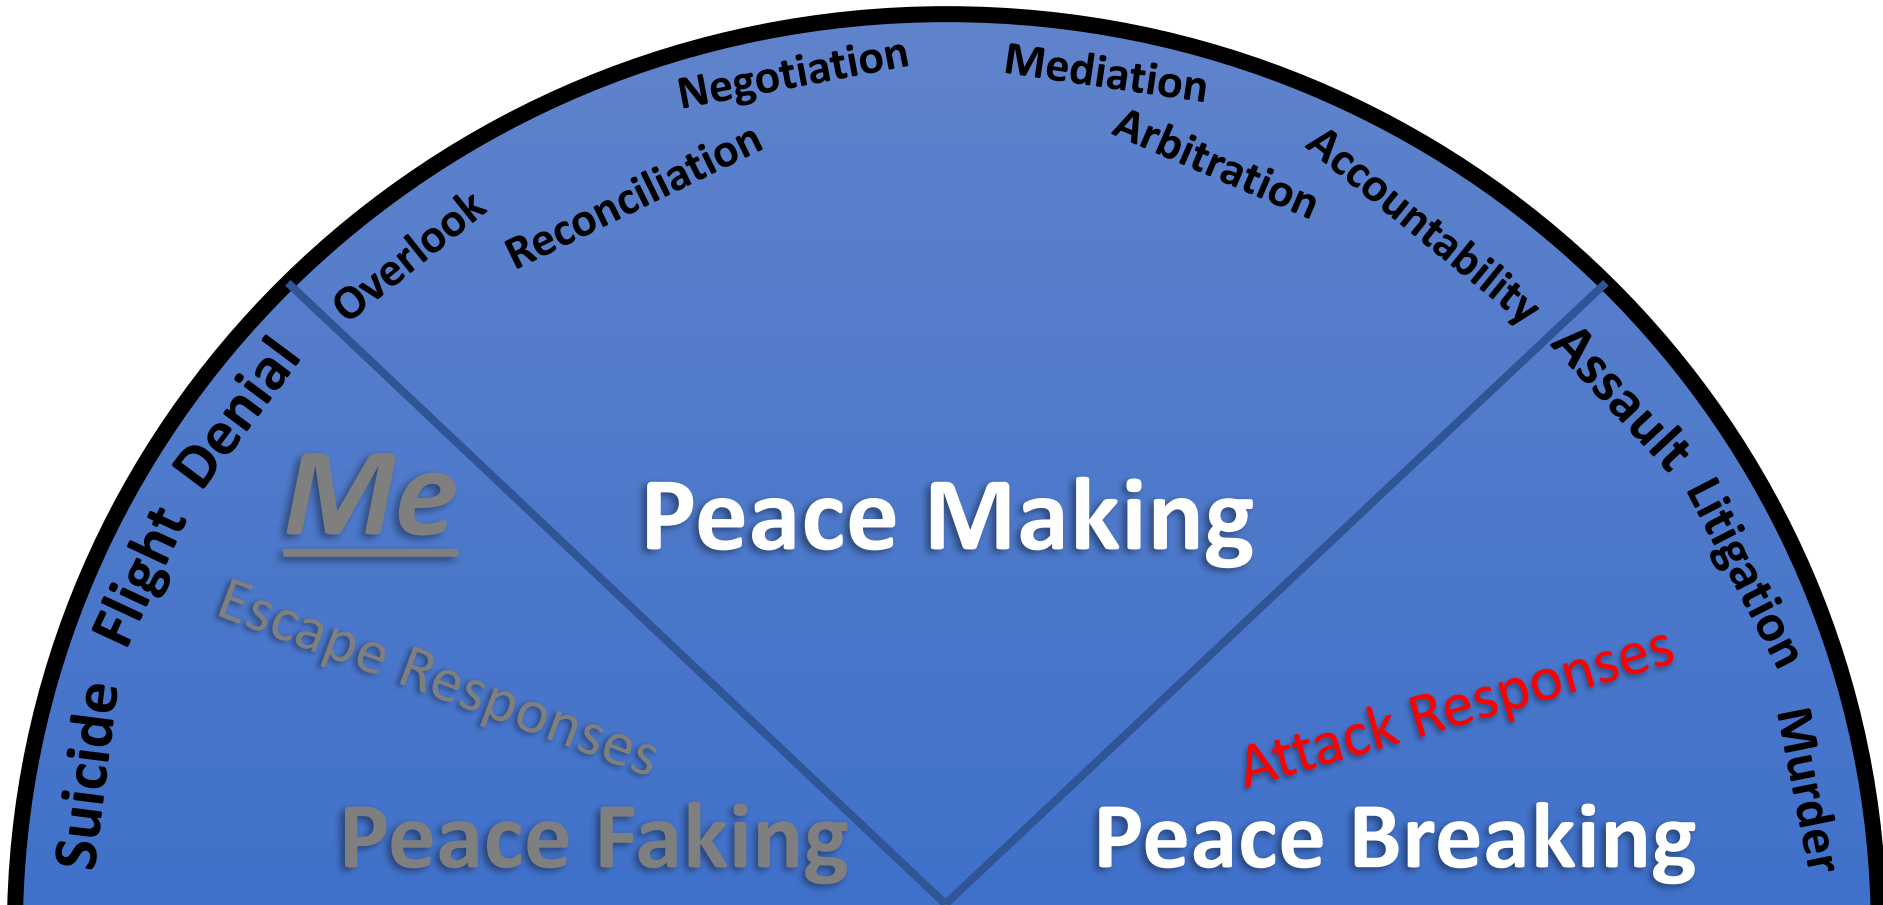 Negotiation
Mediation
Reconciliation
Arbitration
Overlook
Accountability
Denial
Assault
Me
Peace Making
Flight
Litigation
Escape Responses
Attack Responses
Suicide
Murder
Peace Faking
Peace Breaking